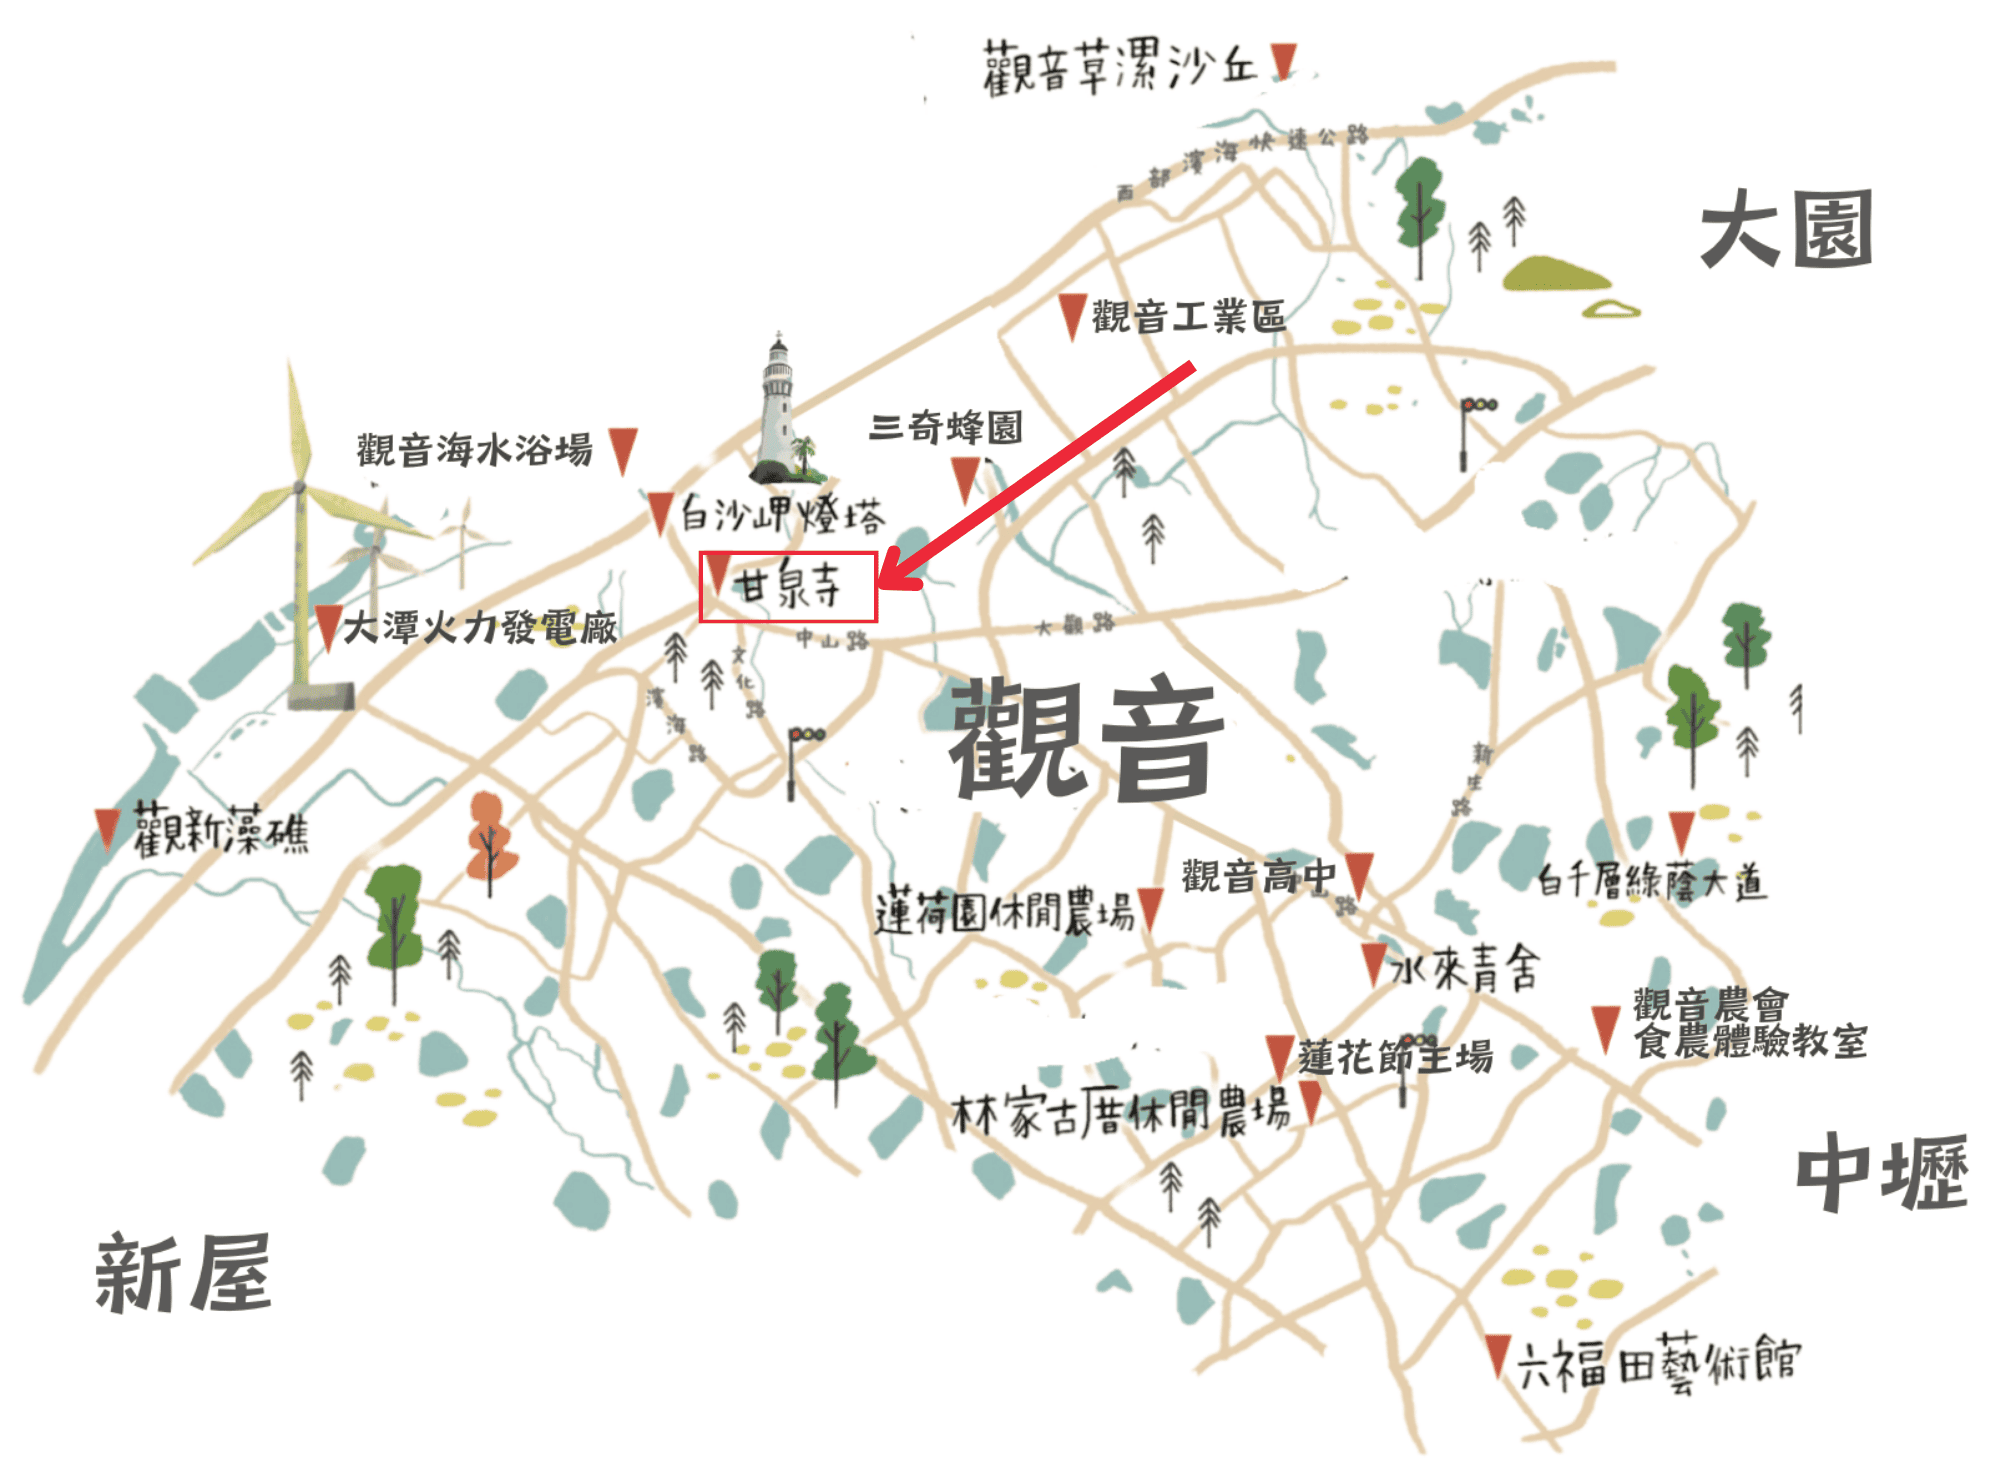 觀音草漯沙丘
西部濱海快速公路
大園
觀音工業區
三奇蜂園
觀音海水浴場
白沙岬燈塔
甘泉寺
大潭火力發電廠
中山路
大觀路
文化路
濱海路
觀音
新生路
觀新藻礁
觀音高中
中山路
白千層綠蔭大道
蓮荷園休閒農場
水來青舍
觀音農會
食農體驗教室
蓮花節主場
林家古厝休閒農場
中壢
新屋
六福田藝術館